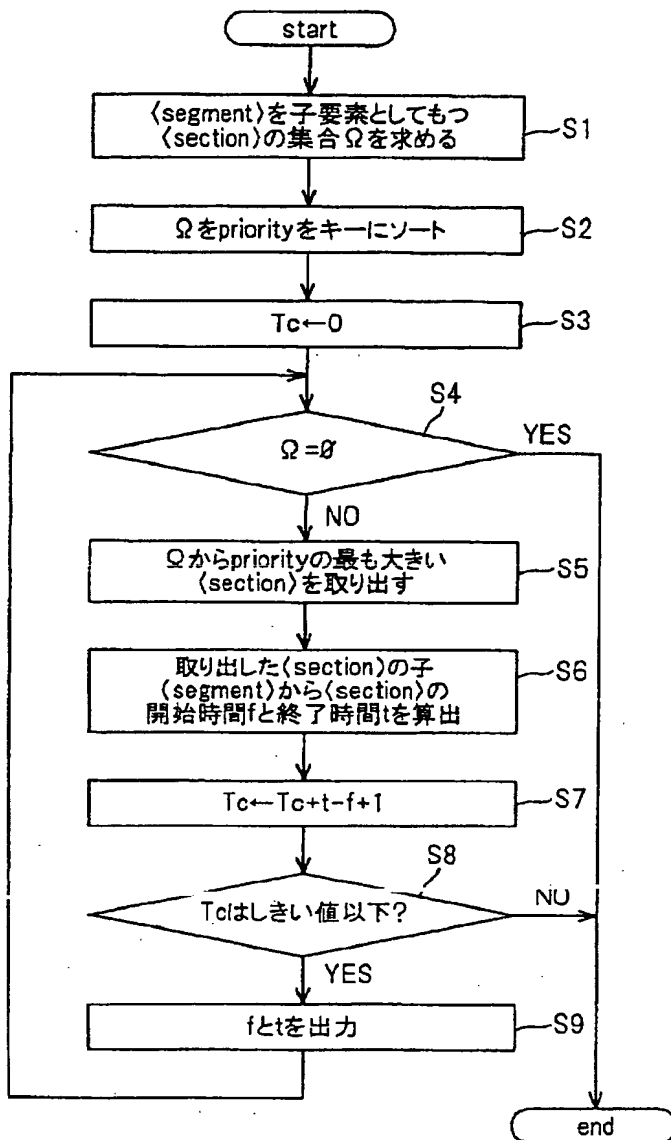 start
〈segment〉を子要素としてもつ
〈section〉の集合Ωを求める
S1
Ωをpriorityをキーにソート
S2
Tc←0
S3
S4
Ω=∅
YES
NO
Ωからpriorityの最も大きい
〈section〉を取り出す
S5
取り出した〈section〉の子
〈segment〉から〈section〉の
開始時間fと終了時間tを算出
S6
Tc←Tc+t-f+1
S7
S8
Tcはしきい値以下?
NO
YES
fとtを出力
S9
end